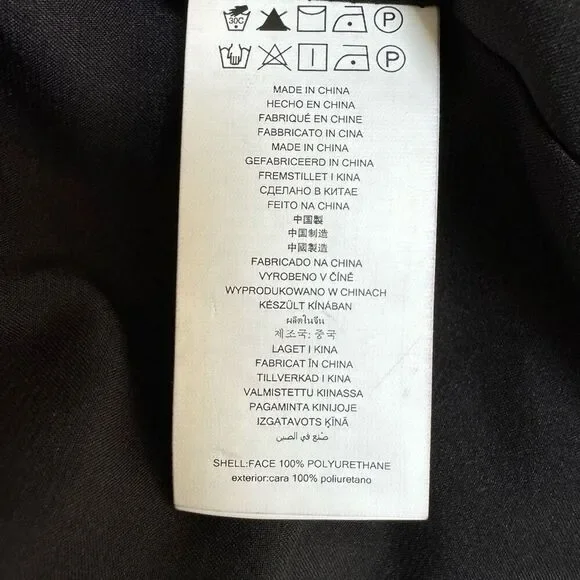 30C P
P
MADE IN CHINA
HECHO EN CHINA
FABRIQUÉ EN CHINE
FABBRICATO IN CINA
MADE IN CHINA
GEFABRICEERD IN CHINA
FREMSTILLET I KINA
СДЕЛАНО В КИТАЕ
FEITO NA CHINA
中国製
中国制造
中國製造
FABRICADO NA CHINA
VYROBENO V ČÍNĚ
WYPRODUKOWANO W CHINACH
KÉSZÜLT KÍNÁBAN
ผลิตในจีน
제조국: 중국
LAGET I KINA
FABRICAT ÎN CHINA
TILLVERKAD I KINA
VALMISTETTU KIINASSA
PAGAMINTA KINIJOJE
IZGATAVOTS ĶĪNĀ
صُنع في الصين
SHELL:FACE 100% POLYURETHANE
exterior:cara 100% poliuretano